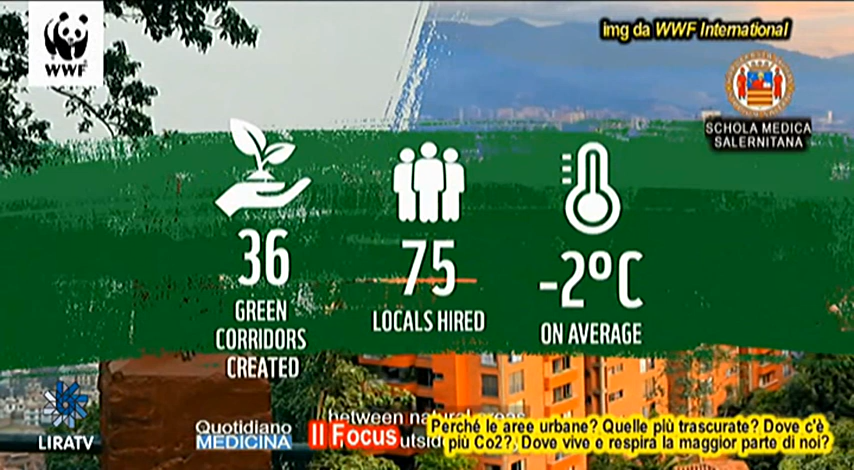 WWF
img da WWF International
SCHOLA MEDICA
SALERNITANA
36
GREEN
CORRIDORS
CREATED
75
LOCALS HIRED
-2°C
ON AVERAGE
LIRATV
Quotidiano
MEDICINA
Il Focus
between natural areas
outsid
Perché le aree urbane? Quelle più trascurate? Dove c'è
più Co2?. Dove vive e respira la maggior parte di noi?